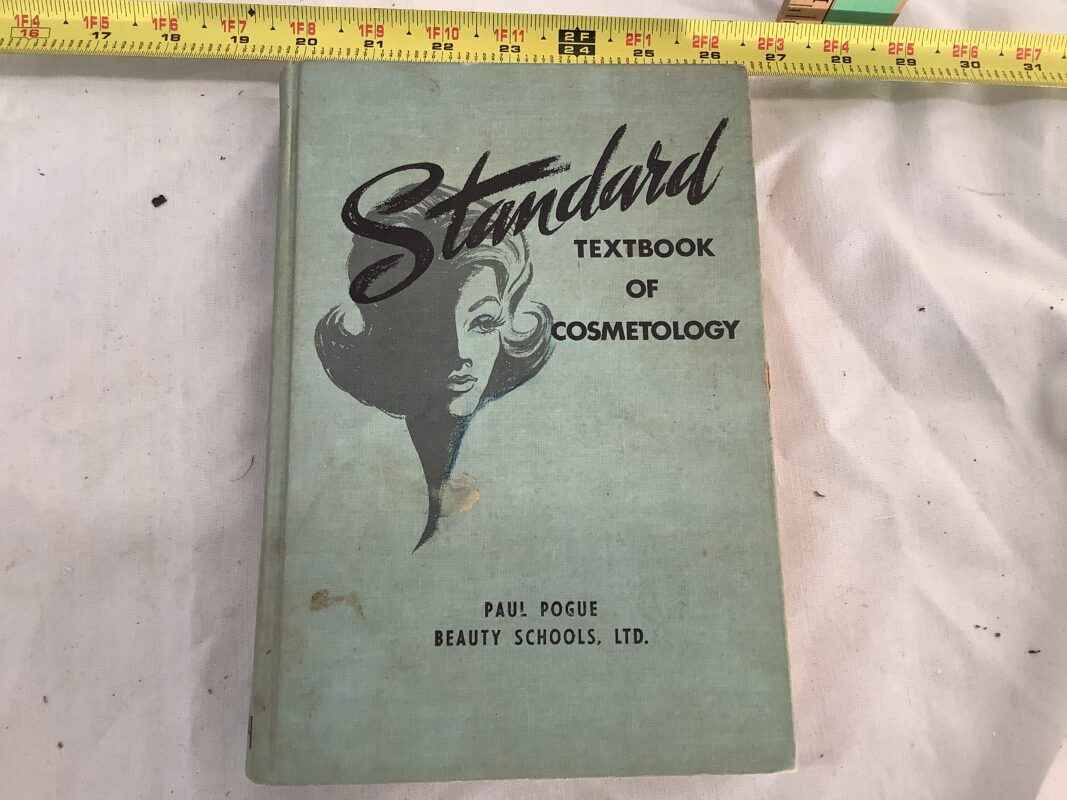 1F4 1F5 1F6 1F7 1F8 1F9 1F10 1F11 2F 2F1 2F2 2F3 2F4 2F5 2F6 2F7
16 17 18 19 20 21 22 23 24 25 26 27 28 29 30 31
Standard
TEXTBOOK
OF
COSMETOLOGY
PAUL POGUE
BEAUTY SCHOOLS, LTD.